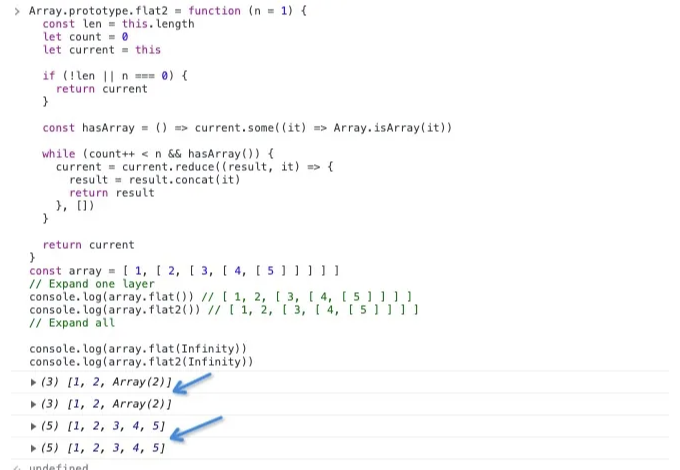 > Array.prototype.flat2 = function (n = 1) {
    const len = this.length
    let count = 0
    let current = this

    if (!len || n === 0) {
      return current
    }

    const hasArray = () => current.some((it) => Array.isArray(it))

    while (count++ < n && hasArray()) {
      current = current.reduce((result, it) => {
        result = result.concat(it)
        return result
      }, [])
    }

    return current
  }
  const array = [ 1, [ 2, [ 3, [ 4, [ 5 ] ] ] ] ]
  // Expand one layer
  console.log(array.flat()) // [ 1, 2, [ 3, [ 4, [ 5 ] ] ] ]
  console.log(array.flat2()) // [ 1, 2, [ 3, [ 4, [ 5 ] ] ] ]
  // Expand all

  console.log(array.flat(Infinity))
  console.log(array.flat2(Infinity))
▶ (3) [1, 2, Array(2)]
▶ (3) [1, 2, Array(2)]
▶ (5) [1, 2, 3, 4, 5]
▶ (5) [1, 2, 3, 4, 5]
undefined